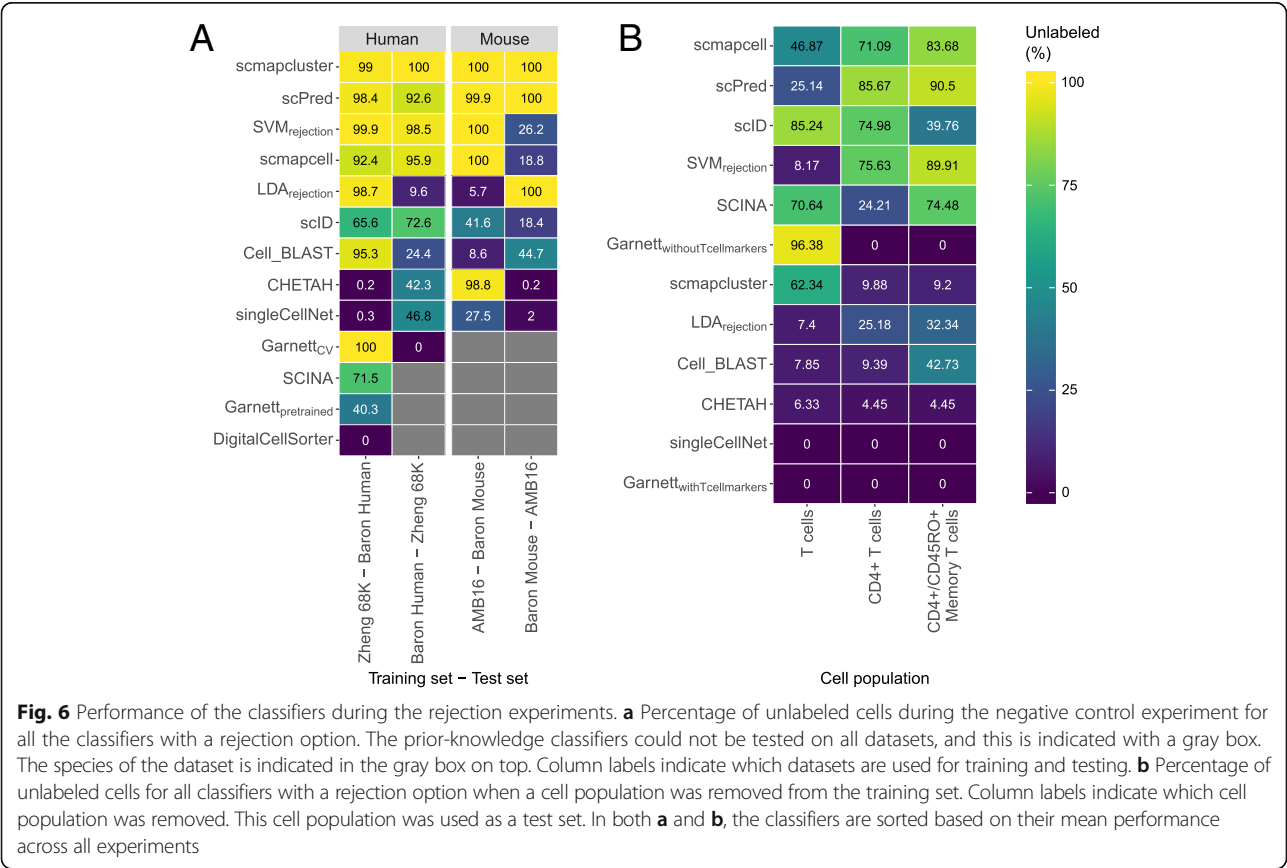 A
Human Mouse
scmapcluster 99 100 100 100
scPred 98.4 92.6 99.9 100
SVMrejection 99.9 98.5 100 26.2
scmapcell 92.4 95.9 100 18.8
LDArejection 98.7 9.6 5.7 100
scID 65.6 72.6 41.6 18.4
Cell_BLAST 95.3 24.4 8.6 44.7
CHETAH 0.2 42.3 98.8 0.2
singleCellNet 0.3 46.8 27.5 2
GarnettCV 100 0
SCINA 71.5
Garnettpretrained 40.3
DigitalCellSorter 0
Zheng 68K − Baron Human
Baron Human − Zheng 68K
AMB16 − Baron Mouse
Baron Mouse − AMB16
Training set − Test set
B
scmapcell 46.87 71.09 83.68
scPred 25.14 85.67 90.5
scID 85.24 74.98 39.76
SVMrejection 8.17 75.63 89.91
SCINA 70.64 24.21 74.48
GarnettwithoutTcellmarkers 96.38 0 0
scmapcluster 62.34 9.88 9.2
LDArejection 7.4 25.18 32.34
Cell_BLAST 7.85 9.39 42.73
CHETAH 6.33 4.45 4.45
singleCellNet 0 0 0
GarnettwithTcellmarkers 0 0 0
T cells
CD4+ T cells
CD4+/CD45RO+
Memory T cells
Cell population
Unlabeled
(%)
100
75
50
25
0
Fig. 6 Performance of the classifiers during the rejection experiments. a Percentage of unlabeled cells during the negative control experiment for
all the classifiers with a rejection option. The prior-knowledge classifiers could not be tested on all datasets, and this is indicated with a gray box.
The species of the dataset is indicated in the gray box on top. Column labels indicate which datasets are used for training and testing. b Percentage of
unlabeled cells for all classifiers with a rejection option when a cell population was removed from the training set. Column labels indicate which cell
population was removed. This cell population was used as a test set. In both a and b, the classifiers are sorted based on their mean performance
across all experiments